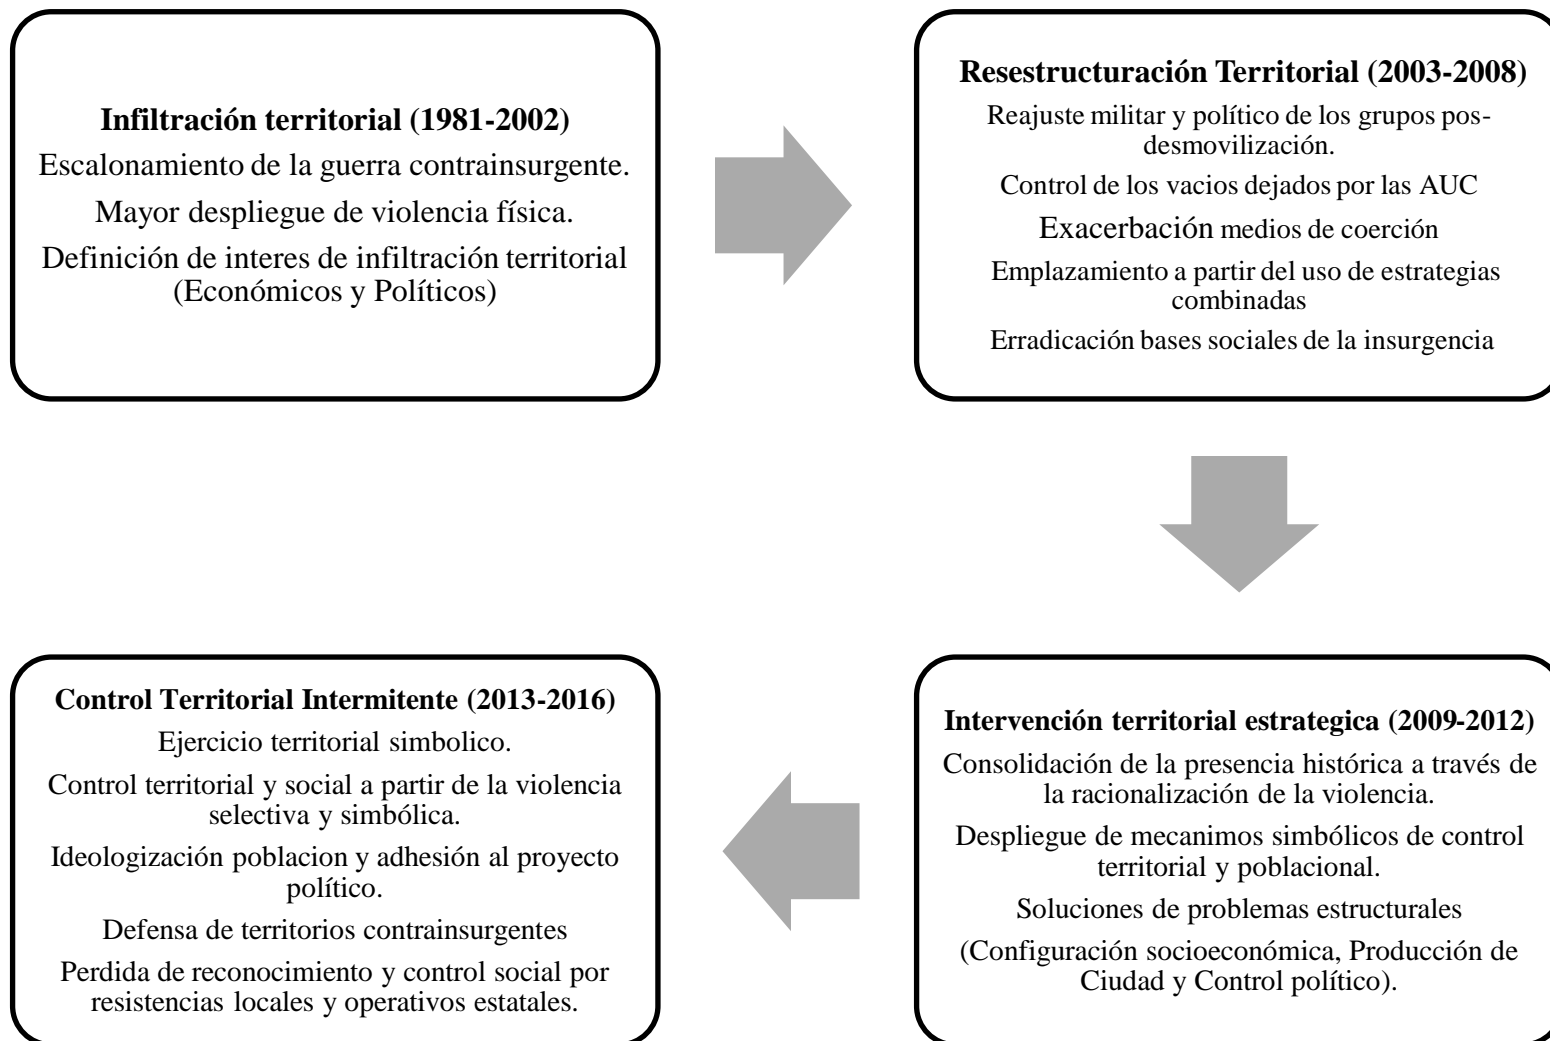 Infiltración territorial (1981-2002)
Escalonamiento de la guerra contrainsurgente.
Mayor despliegue de violencia física.
Definición de interes de infiltración territorial
(Económicos y Políticos)
Resestructuración Territorial (2003-2008)
Reajuste militar y político de los grupos pos-
desmovilización.
Control de los vacios dejados por las AUC
Exacerbación medios de coerción
Emplazamiento a partir del uso de estrategias
combinadas
Erradicación bases sociales de la insurgencia
Intervención territorial estrategica (2009-2012)
Consolidación de la presencia histórica a través de
la racionalización de la violencia.
Despliegue de mecanimos simbólicos de control
territorial y poblacional.
Soluciones de problemas estructurales
(Configuración socioeconómica, Producción de
Ciudad y Control político).
Control Territorial Intermitente (2013-2016)
Ejercicio territorial simbolico.
Control territorial y social a partir de la violencia
selectiva y simbólica.
Ideologización poblacion y adhesión al proyecto
político.
Defensa de territorios contrainsurgentes
Perdida de reconocimiento y control social por
resistencias locales y operativos estatales.